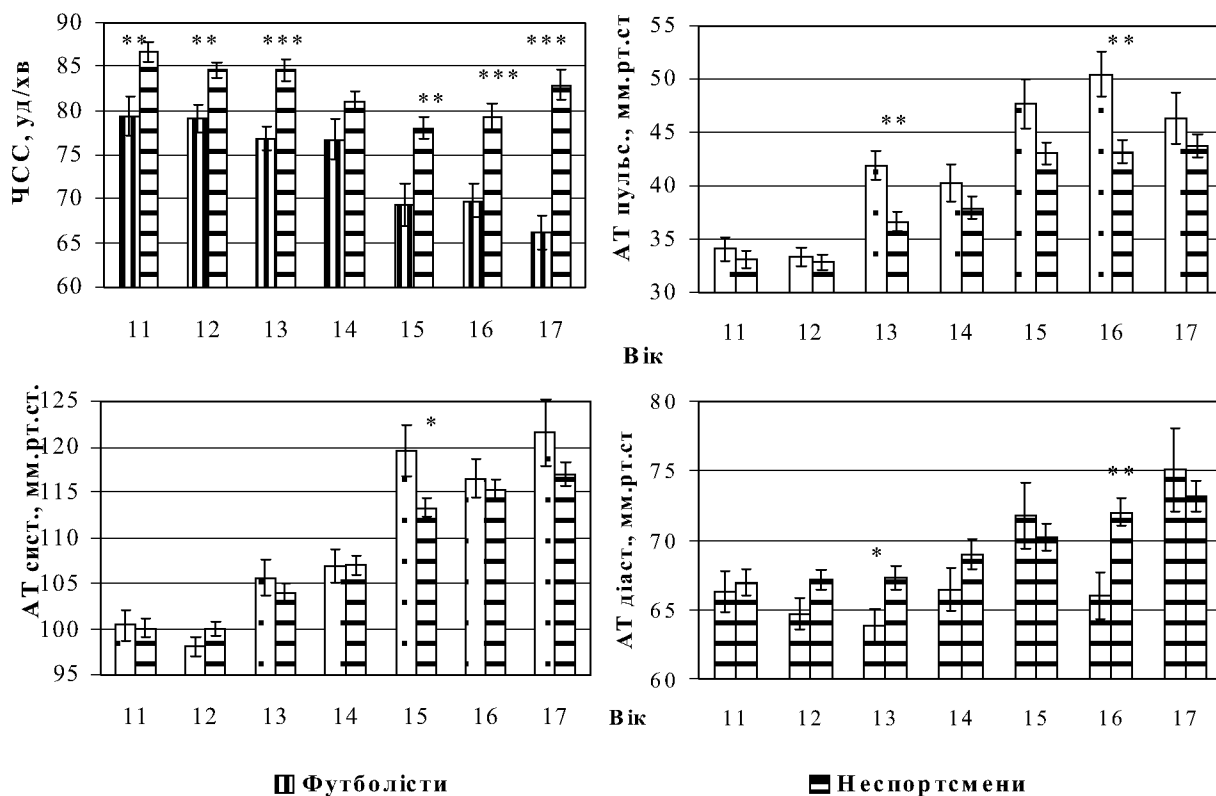 ЧСС, уд/хв
90
85
80
75
70
65
60
** ** *** ** *** ***
11 12 13 14 15 16 17
АТ пульс., мм.рт.ст.
55
50
45
40
35
30
** **
11 12 13 14 15 16 17
Вік
АТ сист., мм.рт.ст.
125
120
115
110
105
100
95
*
11 12 13 14 15 16 17
Вік
АТ діаст., мм.рт.ст
80
75
70
65
60
* **
11 12 13 14 15 16 17
Футболісти
Неспортсмени